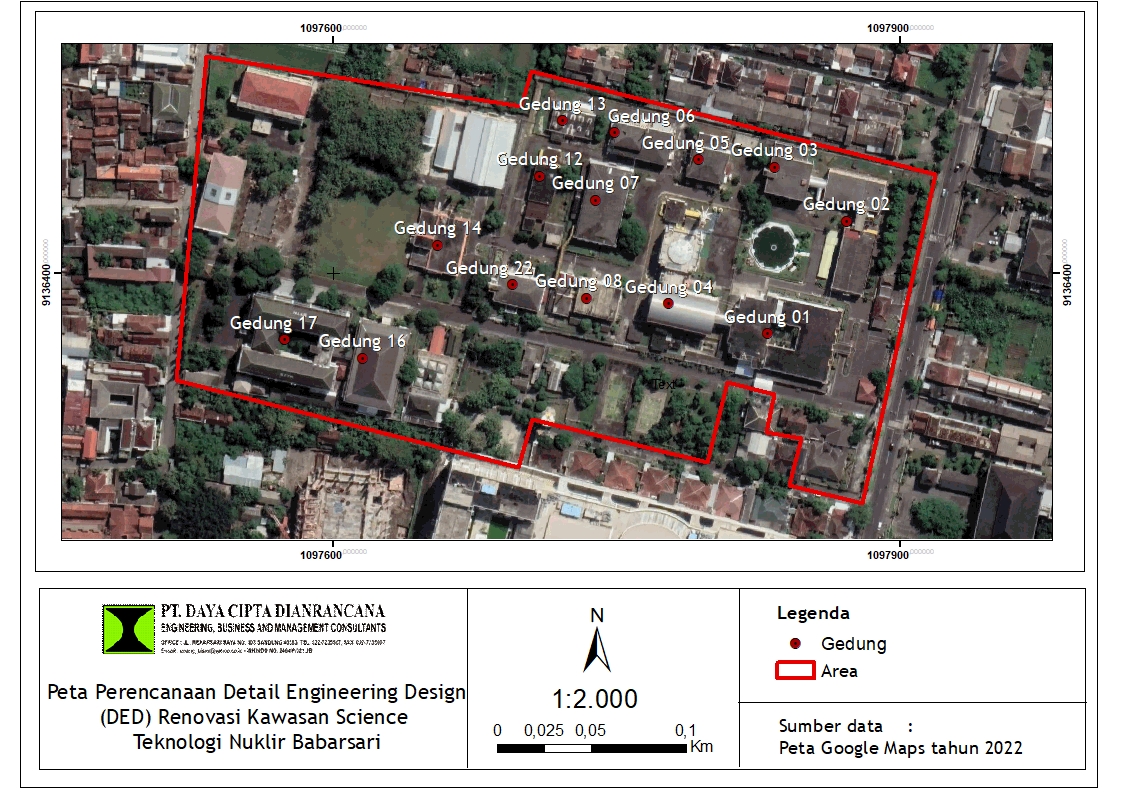 1097600
1097900
9136400
9136400
Gedung 13
Gedung 06
Gedung 05
Gedung 03
Gedung 12
Gedung 07
Gedung 02
Gedung 14
Gedung 22
Gedung 08
Gedung 04
Gedung 01
Gedung 17
Gedung 16
Text
1097600
1097900
PT. DAYA CIPTA DIANRANCANA
ENGINEERING, BUSINESS AND MANAGEMENT CONSULTANTS
Peta Perencanaan Detail Engineering Design
(DED) Renovasi Kawasan Science
Teknologi Nuklir Babarsari
N
1:2.000
0 0,025 0,05 0,1
Km
Legenda
Gedung
Area
Sumber data :
Peta Google Maps tahun 2022